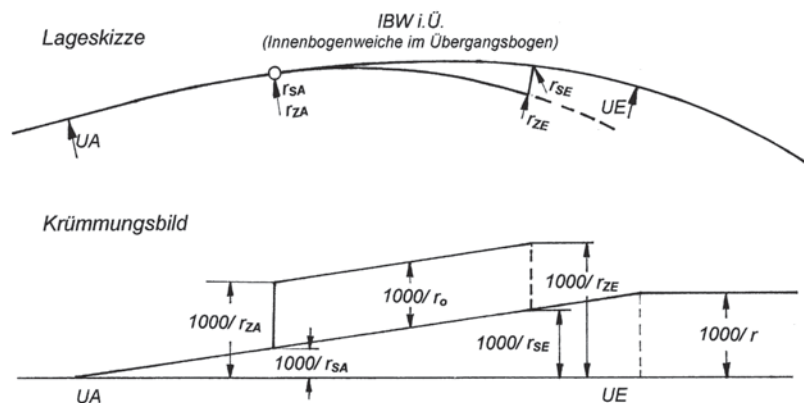 IBW i.Ü.
Lageskizze
(Innenbogenweiche im Übergangsbogen)
rSA
rZA
rSE
UE
rZE
UA
Krümmungsbild
1000/ rZE
1000/ ro
1000/ rZA
1000/ rSE
1000/ r
1000/ rSA
UA
UE